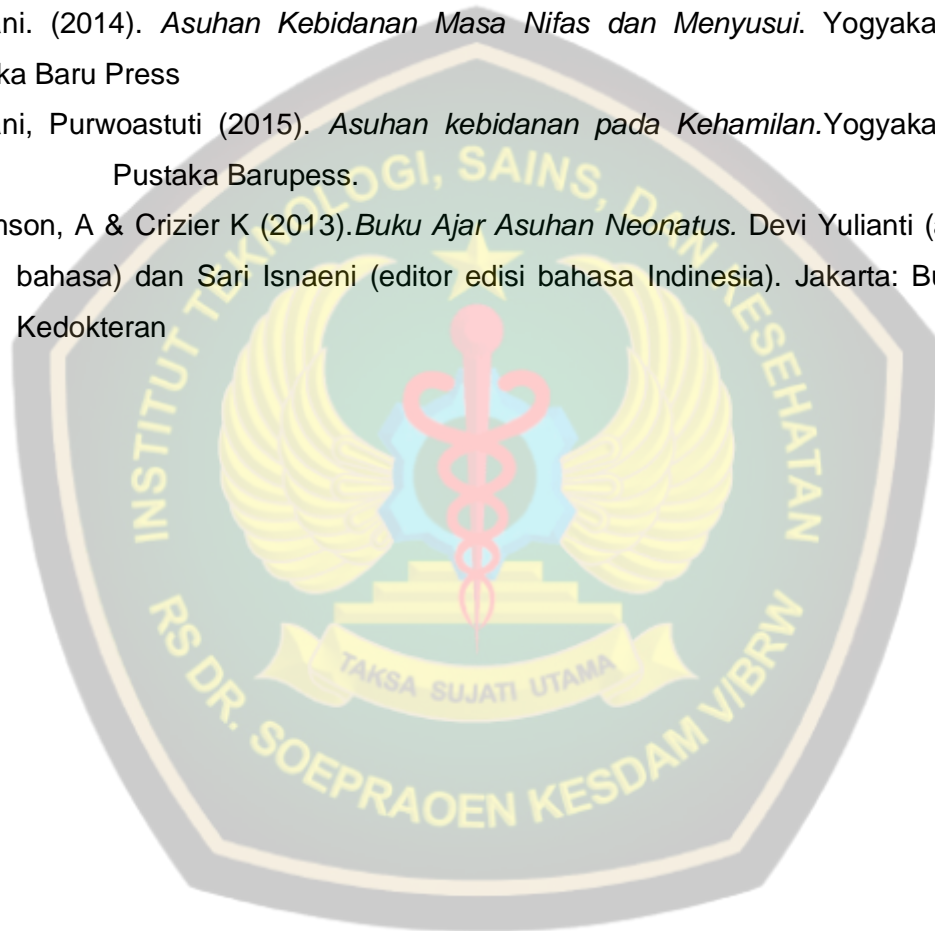 ani. (2014). Asuhan Kebidanan Masa Nifas dan Menyusui. Yogyaka
ka Baru Press
ani, Purwoastuti (2015). Asuhan kebidanan pada Kehamilan.Yogyaka
Pustaka Barupess.
nson, A & Crizier K (2013).Buku Ajar Asuhan Neonatus. Devi Yulianti (
bahasa) dan Sari Isnaeni (editor edisi bahasa Indinesia). Jakarta: Bu
Kedokteran
INSTITUT TEKNOLOGI, SAINS, DAN KESEHATAN
TAKSA SUJATI UTAMA
RS DR. SOEPRAOEN KESDAM V/BRW